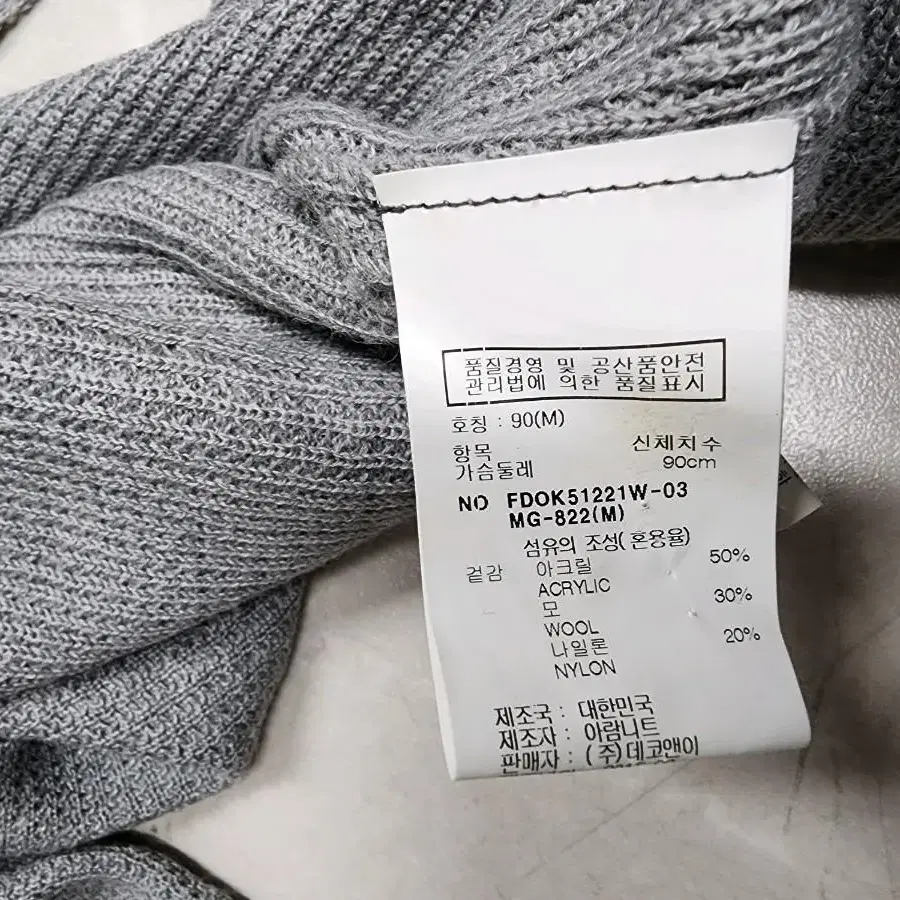 품질경영 및 공산품안전
관리법에 의한 품질표시
호칭 : 90(M)
항목 신체치수
가슴둘레 90cm
NO FDOK51221W-03
MG-822(M)
섬유의 조성(혼용율)
겉감 아크릴 50%
ACRYLIC
모 30%
WOOL
나일론 20%
NYLON
제조국 : 대한민국
제조자 : 아람니트
판매자 : (주)데코앤이